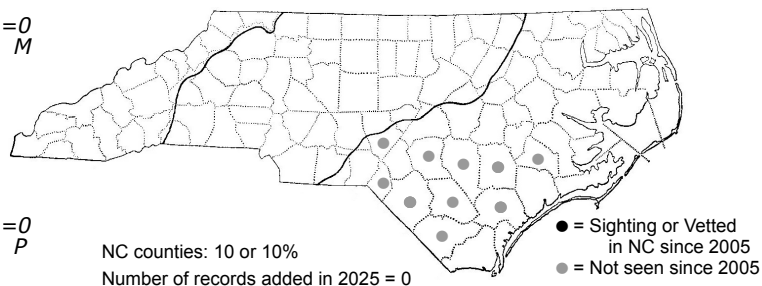 =0
M
=0
P
NC counties: 10 or 10%
Number of records added in 2025 = 0
= Sighting or Vetted
in NC since 2005
= Not seen since 2005